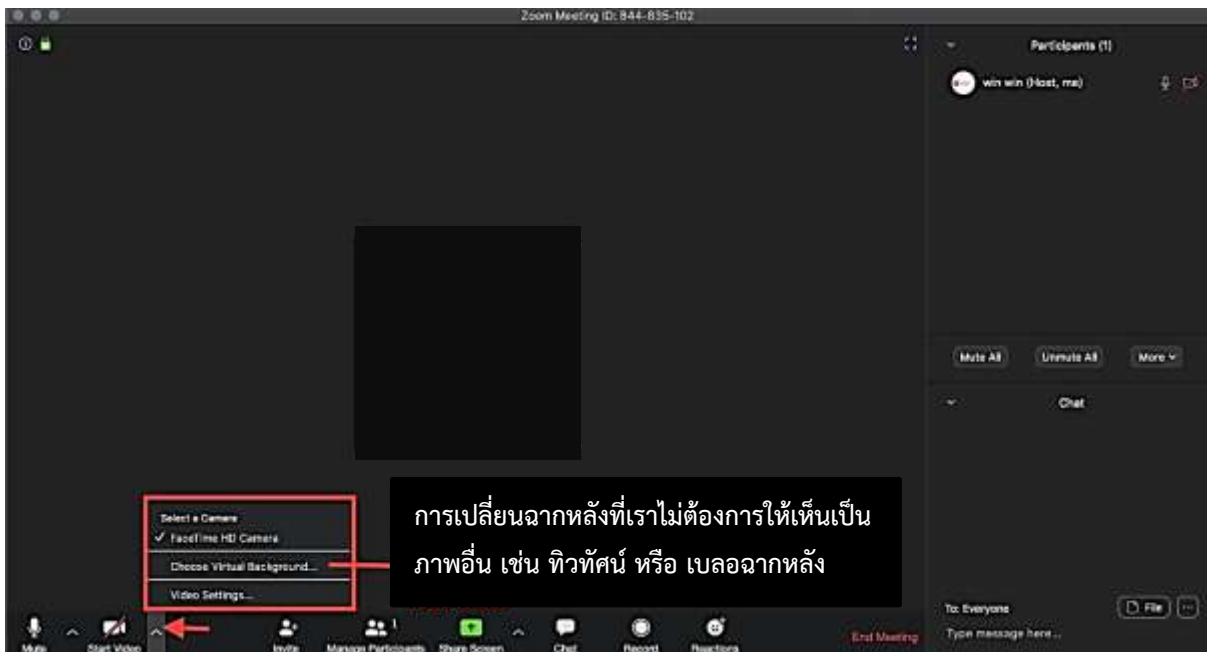 Zoom Meeting ID: 844-835-102
Participants (1)
win win (Host, me)
Mute All
Unmute All
More
Chat
Select a Camera
✓ FaceTime HD Camera
Choose Virtual Background...
Video Settings...
การเปลี่ยนฉากหลังที่เราไม่ต้องการให้เห็นเป็น
ภาพอื่น เช่น ทิวทัศน์ หรือ เบลอฉากหลัง
To: Everyone
File
Type message here...
Mute
Start Video
Invite
Manage Participants
1
Share Screen
Chat
Record
Reactions
End Meeting